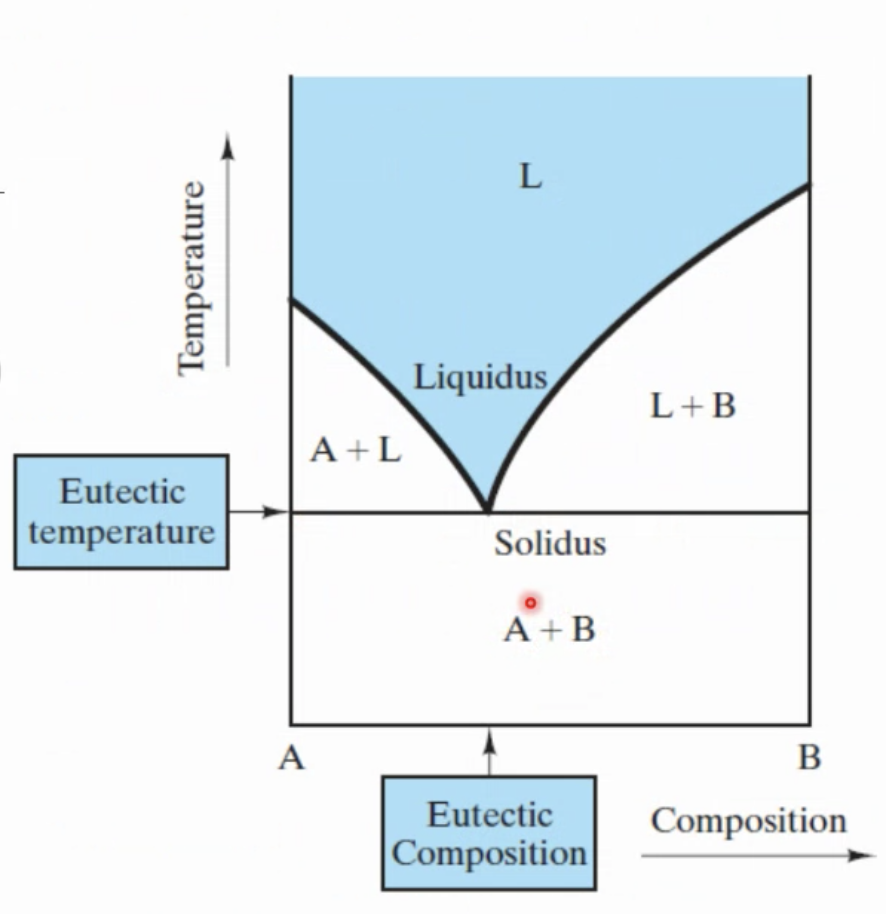 L
Temperature
Liquidus
L + B
A + L
Eutectic
temperature
Solidus
A + B
A
B
Eutectic
Composition
Composition